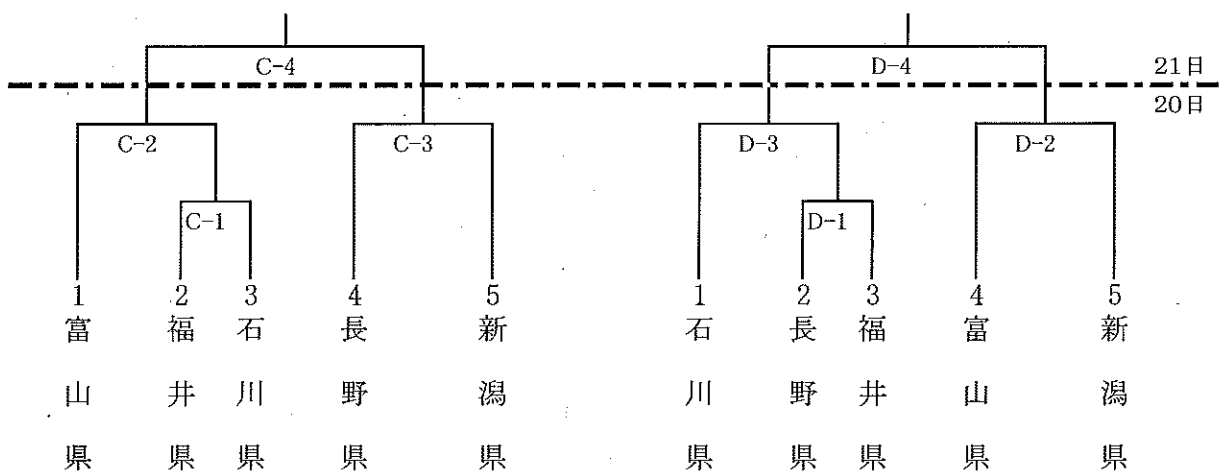 C-4
D-4
21日
20日
C-2
C-3
D-3
D-2
C-1
D-1
1 富山県
2 福井県
3 石川県
4 長野県
5 新潟県
1 石川県
2 長野県
3 福井県
4 富山県
5 新潟県